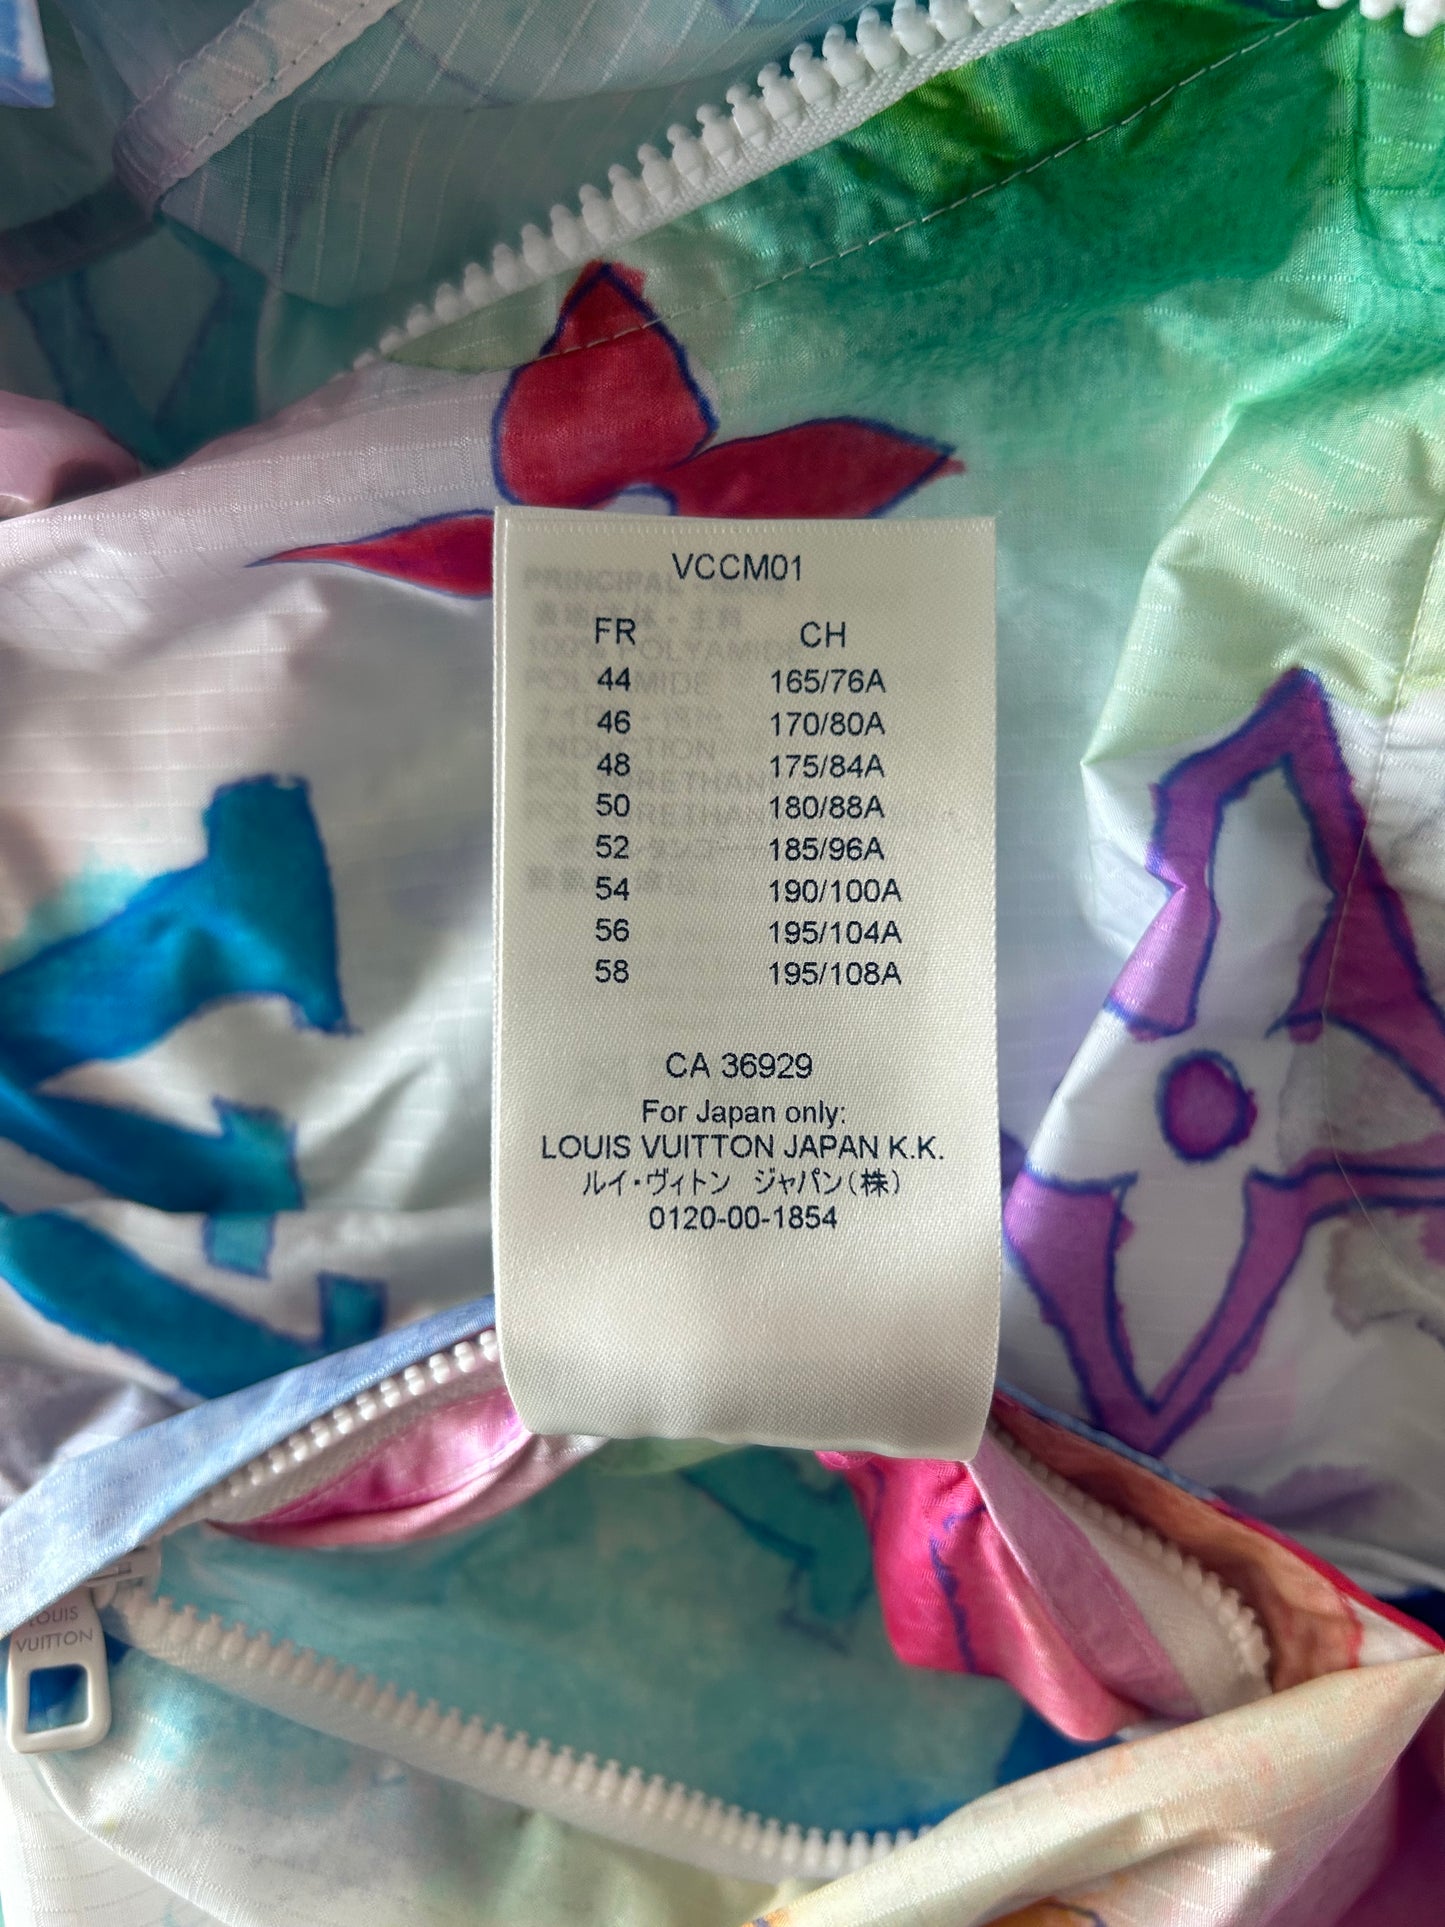 VCCM01
FR CH
44 165/76A
46 170/80A
48 175/84A
50 180/88A
52 185/96A
54 190/100A
56 195/104A
58 195/108A
CA 36929
For Japan only:
LOUIS VUITTON JAPAN K.K.
ルイ・ヴィトン ジャパン(株)
0120-00-1854
LOUIS
VUITTON